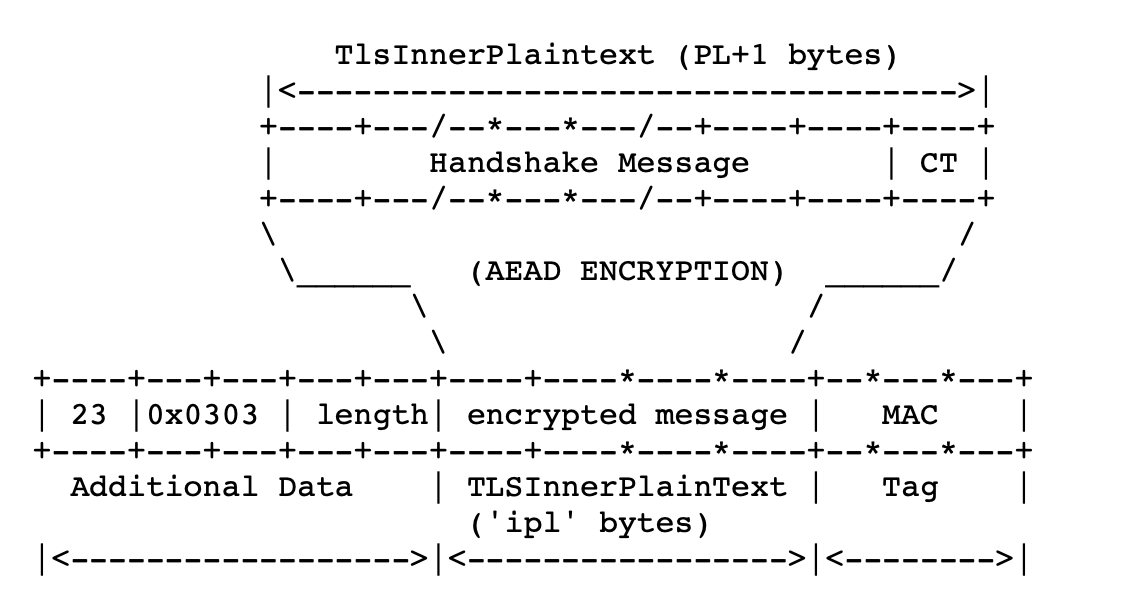 TlsInnerPlaintext (PL+1 bytes)
|<----------------------------------->|
+----+---/--*---*---/--+----+----+----+
| Handshake Message | CT |
+----+---/--*---*---/--+----+----+----+
\ /
\______ (AEAD ENCRYPTION) ______/
\ /
\ /
+----+---+---+---+---+----+----*----*----+--*---*---+
| 23 |0x0303 | length| encrypted message | MAC |
+----+---+---+---+---+----+----*----*----+--*---*---+
Additional Data | TLSInnerPlainText | Tag |
('ipl' bytes)
|<------------------>|<----------------->|<-------->|